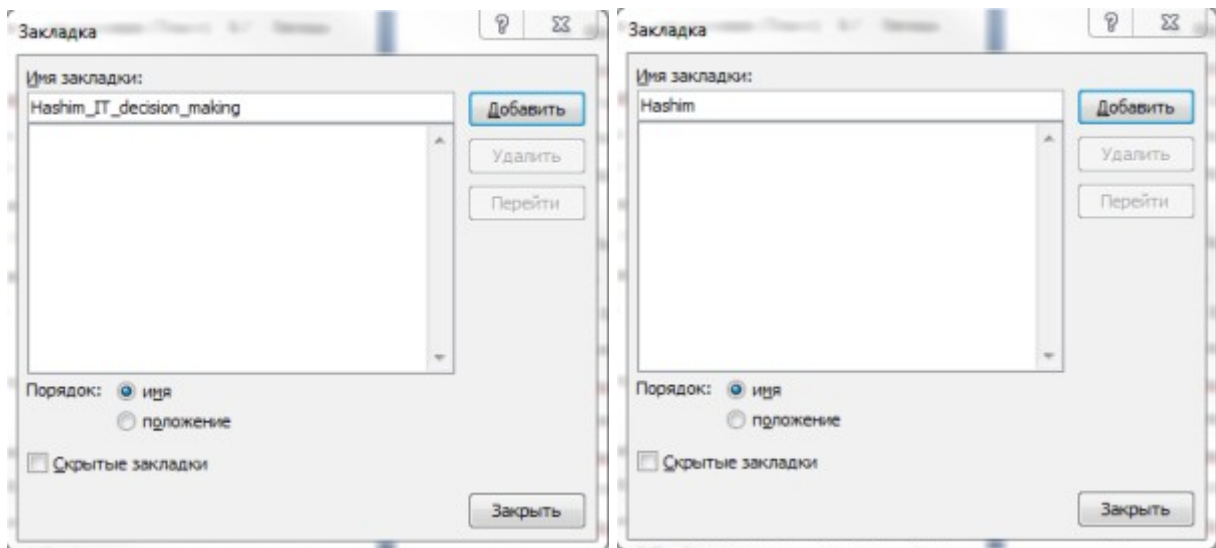 Закладка
Имя закладки:
Hashim_IT_decision_making
Добавить
Удалить
Перейти
Порядок: имя
положение
Скрытые закладки
Закрыть
Закладка
Имя закладки:
Hashim
Добавить
Удалить
Перейти
Порядок: имя
положение
Скрытые закладки
Закрыть